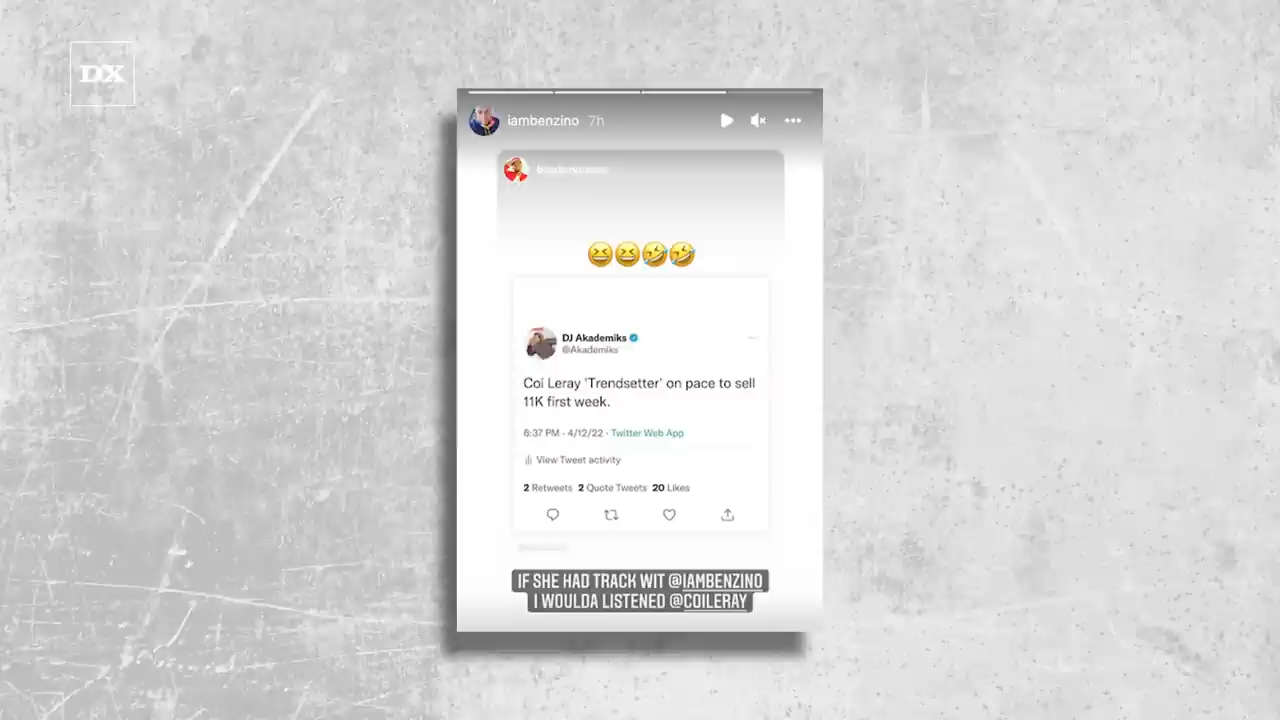 DX
iambenzino 7h
😆😆🤣🤣
DJ Akademiks
@Akademiks
Coi Leray 'Trendsetter' on pace to sell
11K first week.
6:37 PM · 4/12/22 · Twitter Web App
View Tweet activity
2 Retweets 2 Quote Tweets 20 Likes
IF SHE HAD TRACK WIT @IAMBENZINO
I WOULDA LISTENED @COILERAY